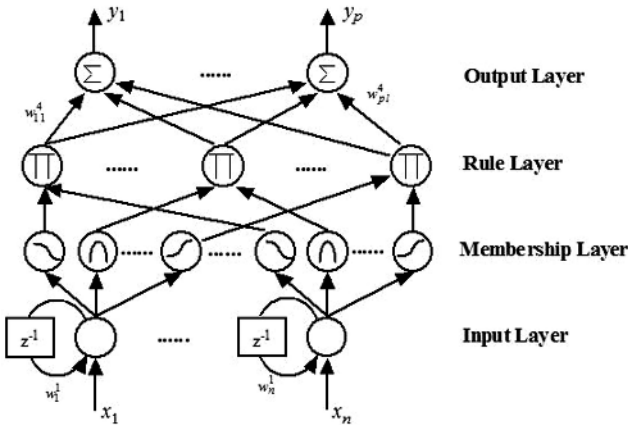 y₁ yₚ
Σ ...... Σ Output Layer
w⁴₁₁ w⁴ₚₗ
∏ ...... ∏ ...... ∏ Rule Layer
...... ...... ...... Membership Layer
z⁻¹ ...... z⁻¹ Input Layer
w¹₁ w¹ₙ
x₁ xₙ